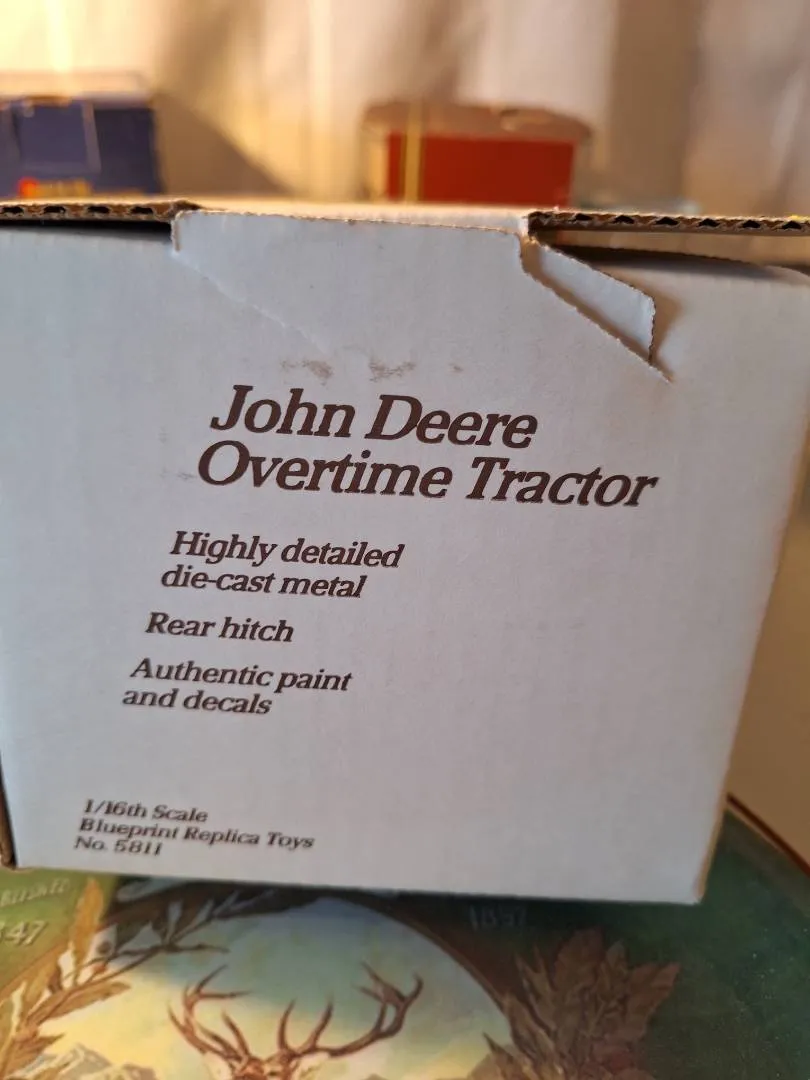 John Deere
Overtime Tractor
Highly detailed
die-cast metal
Rear hitch
Authentic paint
and decals
1/16th Scale
Blueprint Replica Toys
No. 5811
47